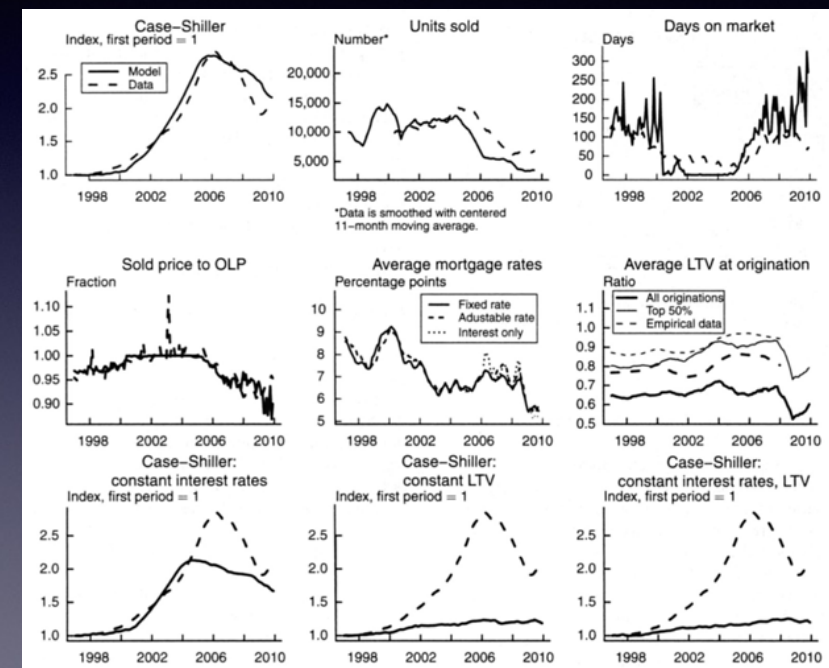 Case–Shiller
Index, first period = 1
2.5
2.0
1.5
1.0
Model
Data
1998 2002 2006 2010
Units sold
Number*
20,000
15,000
10,000
5,000
1998 2002 2006 2010
*Data is smoothed with centered
11-month moving average.
Days on market
Days
300
250
200
150
100
50
0
1998 2002 2006 2010
Sold price to OLP
Fraction
1.10
1.05
1.00
0.95
0.90
1998 2002 2006 2010
Average mortgage rates
Percentage points
10
9
8
7
6
5
Fixed rate
Adustable rate
Interest only
1998 2002 2006 2010
Average LTV at origination
Ratio
1.1
1.0
0.9
0.8
0.7
0.6
0.5
All originations
Top 50%
Empirical data
1998 2002 2006 2010
Case–Shiller:
constant interest rates
Index, first period = 1
2.5
2.0
1.5
1.0
1998 2002 2006 2010
Case–Shiller:
constant LTV
Index, first period = 1
2.5
2.0
1.5
1.0
1998 2002 2006 2010
Case–Shiller:
constant interest rates, LTV
Index, first period = 1
2.5
2.0
1.5
1.0
1998 2002 2006 2010